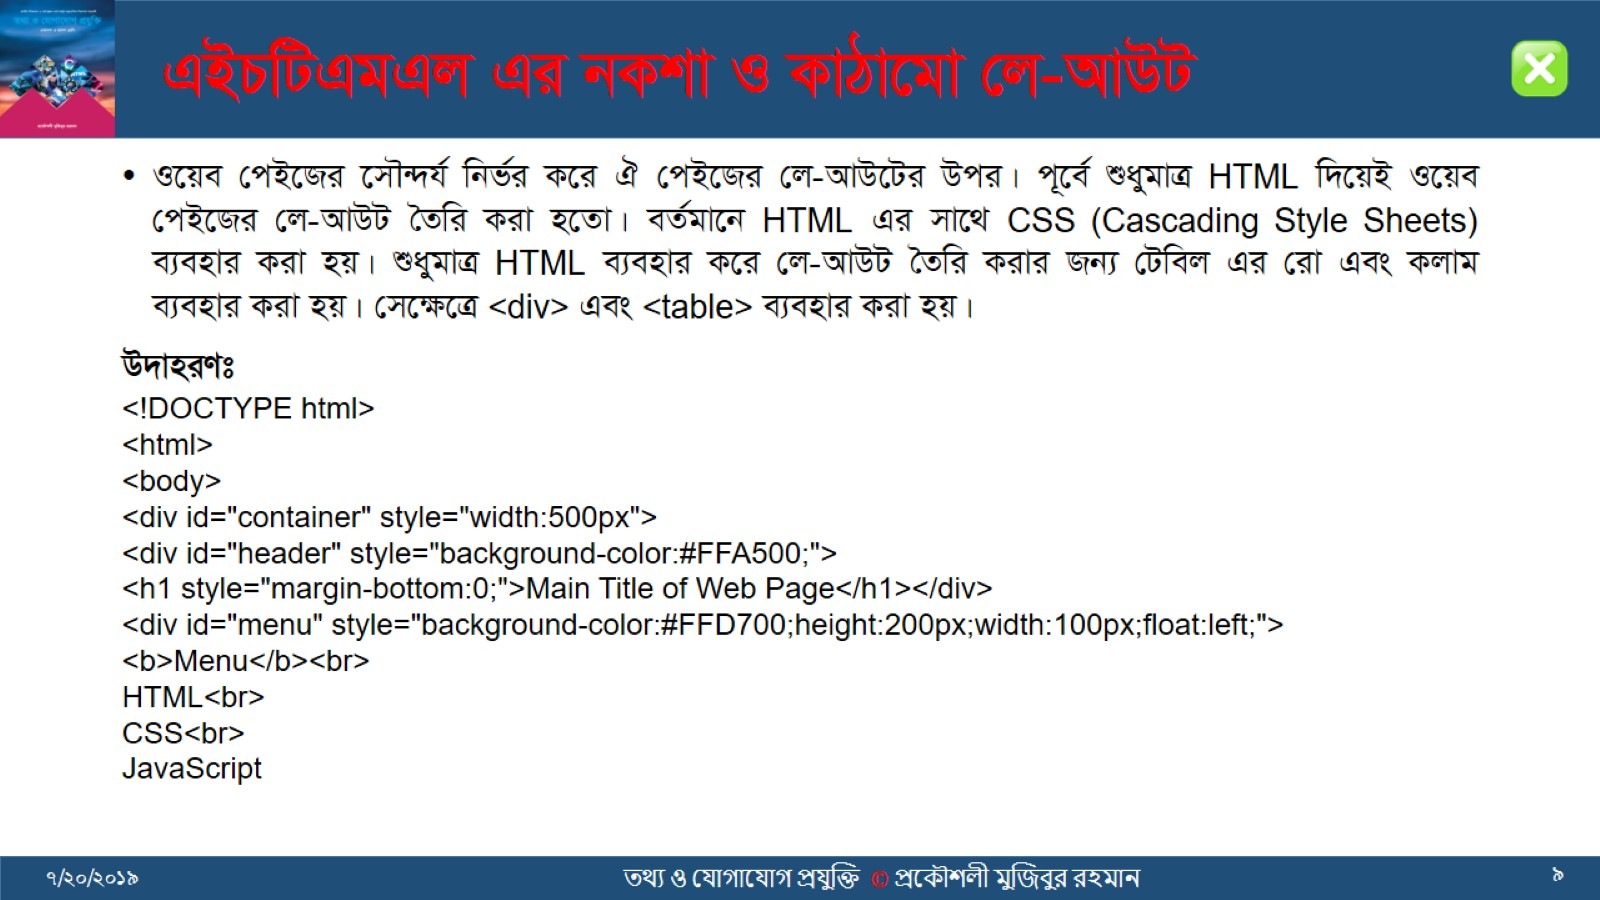 তথ্য ও যোগাযোগ প্রযুক্তি
এইচটিএমএল এর নকশা ও কাঠামো লে-আউট
• ওয়েব পেইজের সৌন্দর্য নির্ভর করে ঐ পেইজের লে-আউটের উপর। পূর্বে শুধুমাত্র HTML দিয়েই ওয়েব
পেইজের লে-আউট তৈরি করা হতো। বর্তমানে HTML এর সাথে CSS (Cascading Style Sheets)
ব্যবহার করা হয়। শুধুমাত্র HTML ব্যবহার করে লে-আউট তৈরি করার জন্য টেবিল এর রো এবং কলাম
ব্যবহার করা হয়। সেক্ষেত্রে <div> এবং <table> ব্যবহার করা হয়।
উদাহরণঃ
<!DOCTYPE html>
<html>
<body>
<div id="container" style="width:500px">
<div id="header" style="background-color:#FFA500;">
<h1 style="margin-bottom:0;">Main Title of Web Page</h1></div>
<div id="menu" style="background-color:#FFD700;height:200px;width:100px;float:left;">
<b>Menu</b><br>
HTML<br>
CSS<br>
JavaScript
৭/২০/২০১৯
তথ্য ও যোগাযোগ প্রযুক্তি © প্রকৌশলী মুজিবুর রহমান
৯